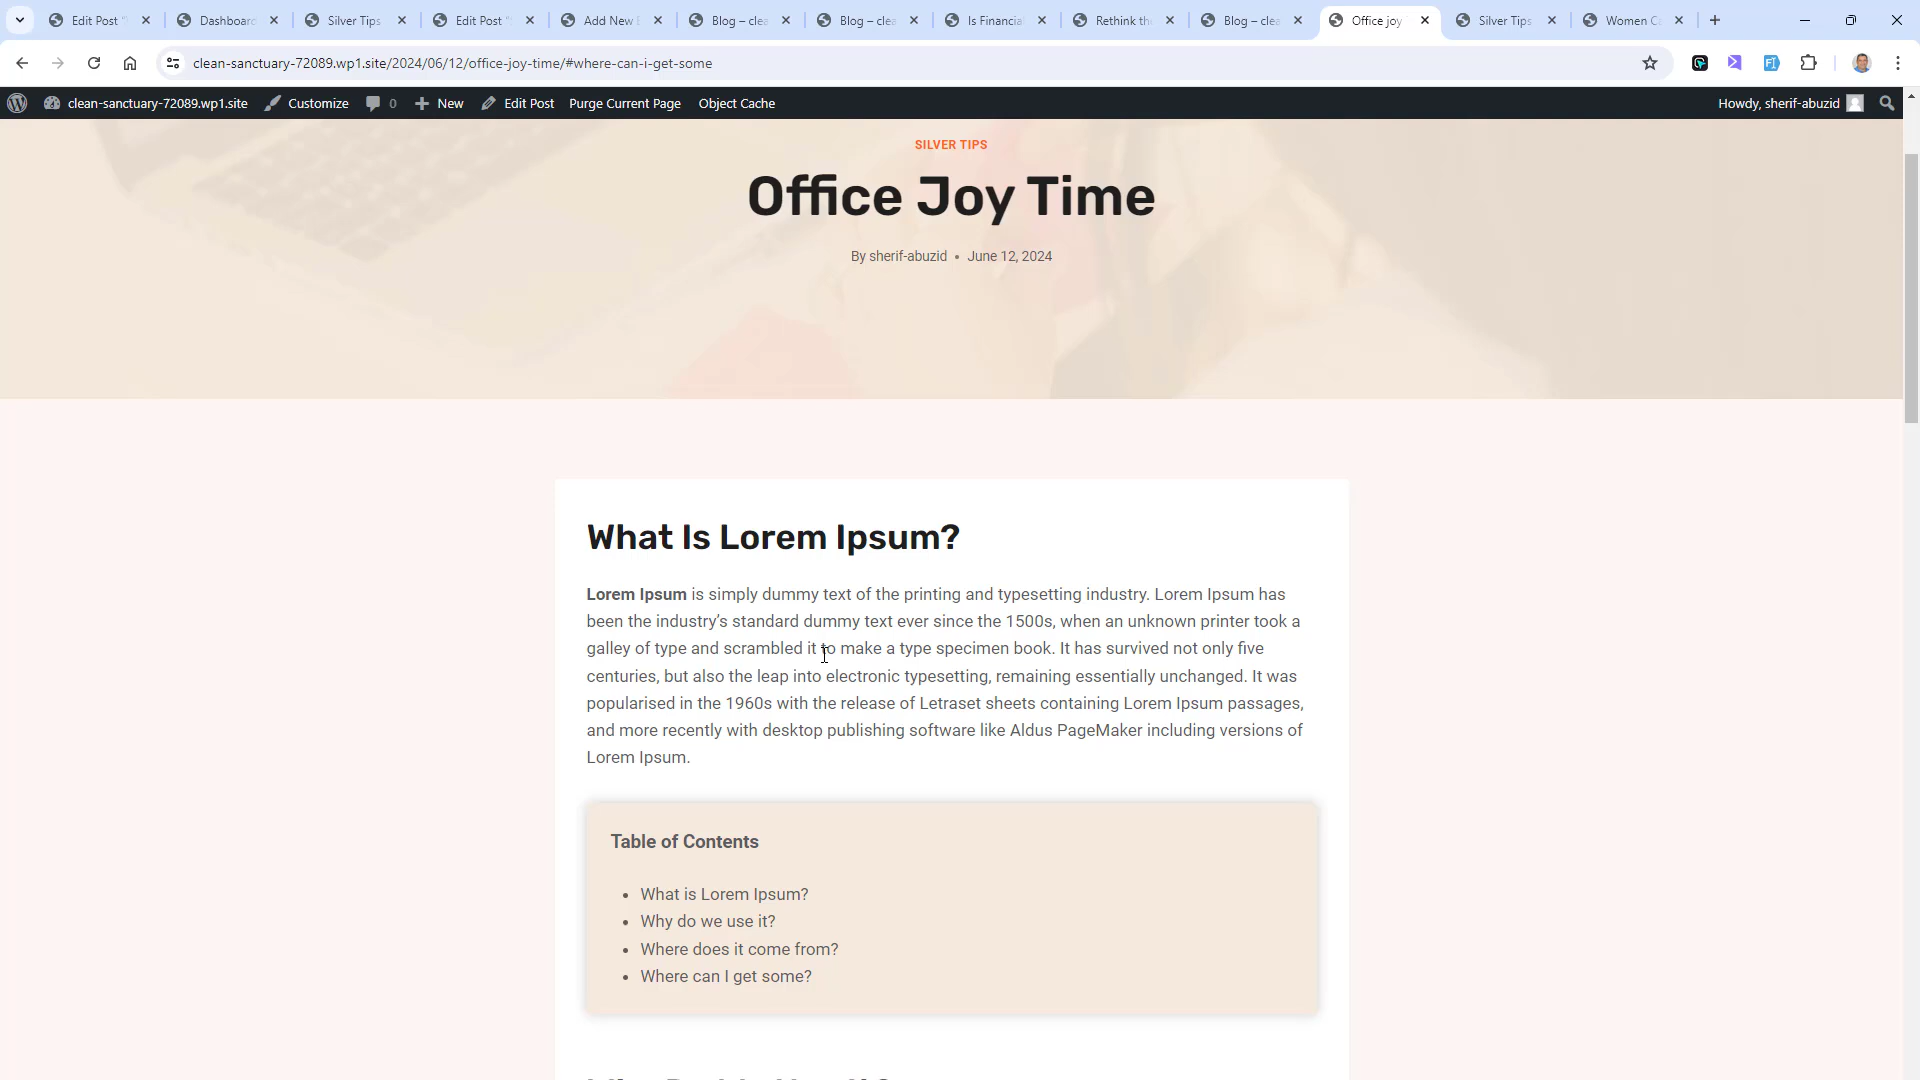 Edit Post "
Dashboard
Silver Tips
Edit Post "
Add New
Blog – clea
Blog – clea
Is Financia
Rethink th
Blog – clea
Office joy
Silver Tips
Women C
clean-sanctuary-72089.wp1.site/2024/06/12/office-joy-time/#where-can-i-get-some
clean-sanctuary-72089.wp1.site Customize 0 New Edit Post Purge Current Page Object Cache Howdy, sherif-abuzid
SILVER TIPS
Office Joy Time
By sherif-abuzid • June 12, 2024
What Is Lorem Ipsum?
Lorem Ipsum is simply dummy text of the printing and typesetting industry. Lorem Ipsum has
been the industry’s standard dummy text ever since the 1500s, when an unknown printer took a
galley of type and scrambled it to make a type specimen book. It has survived not only five
centuries, but also the leap into electronic typesetting, remaining essentially unchanged. It was
popularised in the 1960s with the release of Letraset sheets containing Lorem Ipsum passages,
and more recently with desktop publishing software like Aldus PageMaker including versions of
Lorem Ipsum.
Table of Contents
• What is Lorem Ipsum?
• Why do we use it?
• Where does it come from?
• Where can I get some?